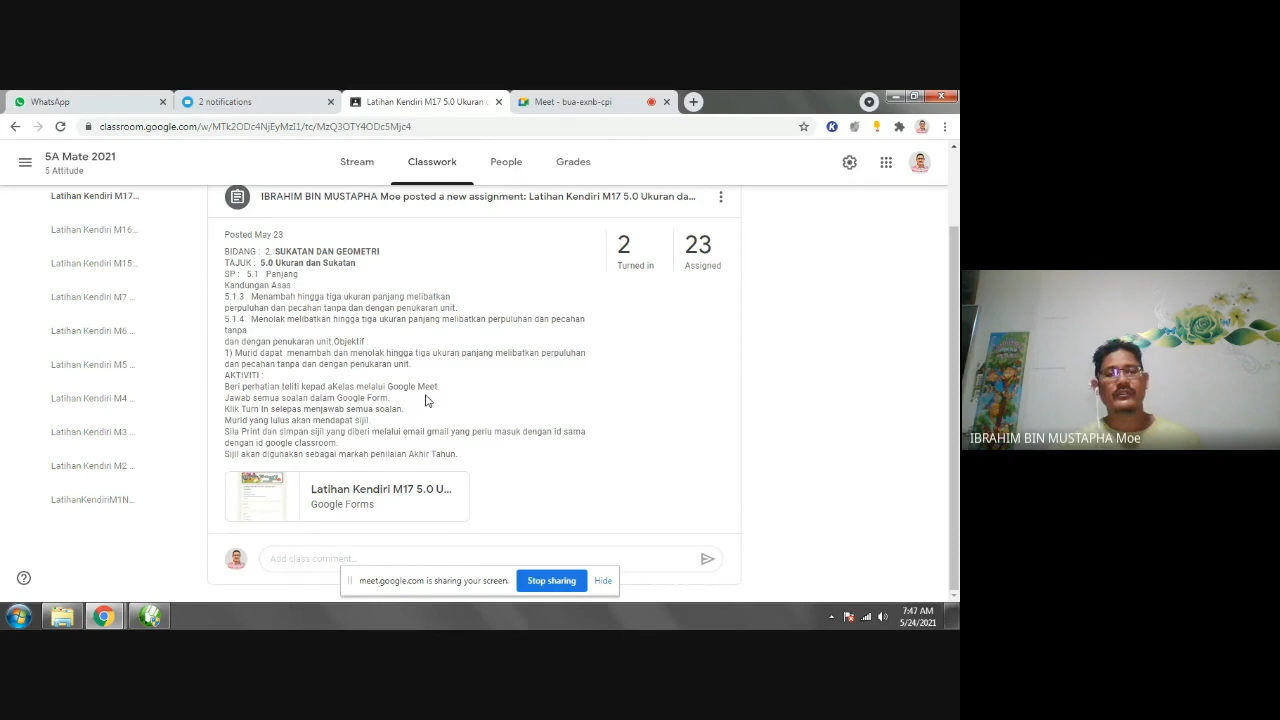 WhatsApp
2 notifications
Latihan Kendiri M17 5.0 Ukuran
Meet - bua-exnb-cpi
classroom.google.com/w/MTk2ODc4NjEyMzI1/tc/MzQ3OTY4ODc5Mjc4
5A Mate 2021
5 Attitude
Stream
Classwork
People
Grades
Latihan Kendiri M17...
Latihan Kendiri M16...
Latihan Kendiri M15...
Latihan Kendiri M7 ...
Latihan Kendiri M6 ...
Latihan Kendiri M5 ...
Latihan Kendiri M4 ...
Latihan Kendiri M3 ...
Latihan Kendiri M2 ...
LatihanKendiriM1N...
IBRAHIM BIN MUSTAPHA Moe posted a new assignment: Latihan Kendiri M17 5.0 Ukuran da...
Posted May 23
BIDANG : 2. SUKATAN DAN GEOMETRI
TAJUK : 5.0 Ukuran dan Sukatan
SP : 5.1 Panjang
Kandungan Asas :
5.1.3 Menambah hingga tiga ukuran panjang melibatkan
perpuluhan dan pecahan tanpa dan dengan penukaran unit.
5.1.4 Menolak melibatkan hingga tiga ukuran panjang melibatkan perpuluhan dan pecahan
tanpa
dan dengan penukaran unit.Objektif :
1) Murid dapat menambah dan menolak hingga tiga ukuran panjang melibatkan perpuluhan
dan pecahan tanpa dan dengan penukaran unit.
AKTIVITI :
Beri perhatian teliti kepad aKelas melalui Google Meet.
Jawab semua soalan dalam Google Form.
Klik Turn In selepas menjawab semua soalan.
Murid yang lulus akan mendapat sijil.
Sila Print dan simpan sijil yang diberi melalui email gmail yang perlu masuk dengan id sama
dengan id google classroom.
Sijil akan digunakan sebagai markah penilaian Akhir Tahun.
2
Turned in
23
Assigned
Latihan Kendiri M17 5.0 U...
Google Forms
Add class comment...
meet.google.com is sharing your screen.
Stop sharing
Hide
7:47 AM
5/24/2021
IBRAHIM BIN MUSTAPHA Moe